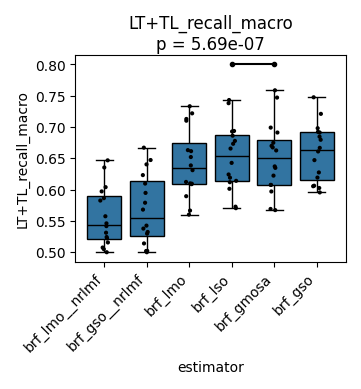 LT+TL_recall_macro
p = 5.69e-07
LT+TL_recall_macro
0.80
0.75
0.70
0.65
0.60
0.55
0.50
brf_lmo__nrlmf
brf_gso__nrlmf
brf_lmo
brf_lso
brf_gmosa
brf_gso
estimator